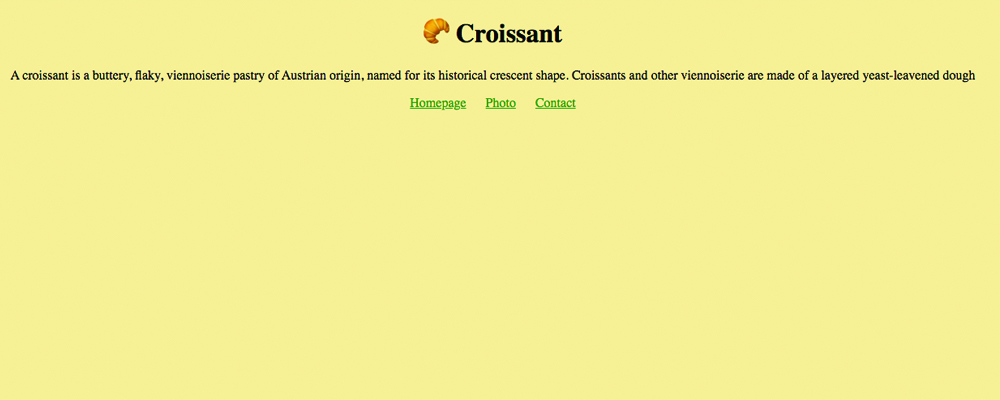 🥐 Croissant
A croissant is a buttery, flaky, viennoiserie pastry of Austrian origin, named for its historical crescent shape. Croissants and other viennoiserie are made of a layered yeast-leavened dough
Homepage Photo Contact